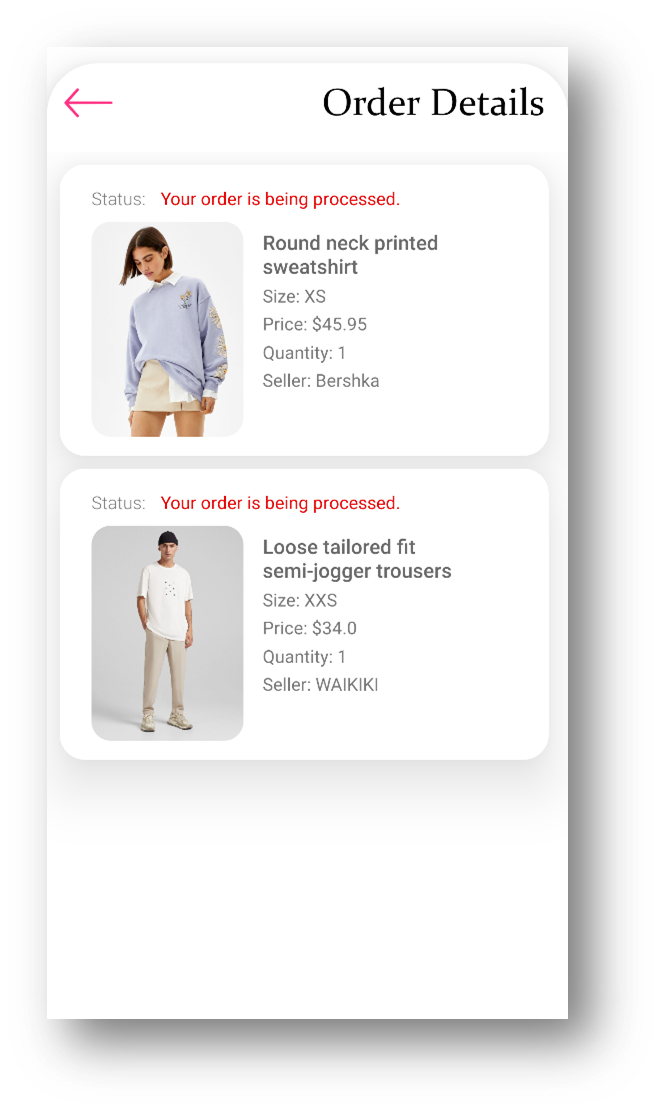 Order Details
Status: Your order is being processed.
Round neck printed
sweatshirt
Size: XS
Price: $45.95
Quantity: 1
Seller: Bershka
Status: Your order is being processed.
Loose tailored fit
semi-jogger trousers
Size: XXS
Price: $34.0
Quantity: 1
Seller: WAIKIKI